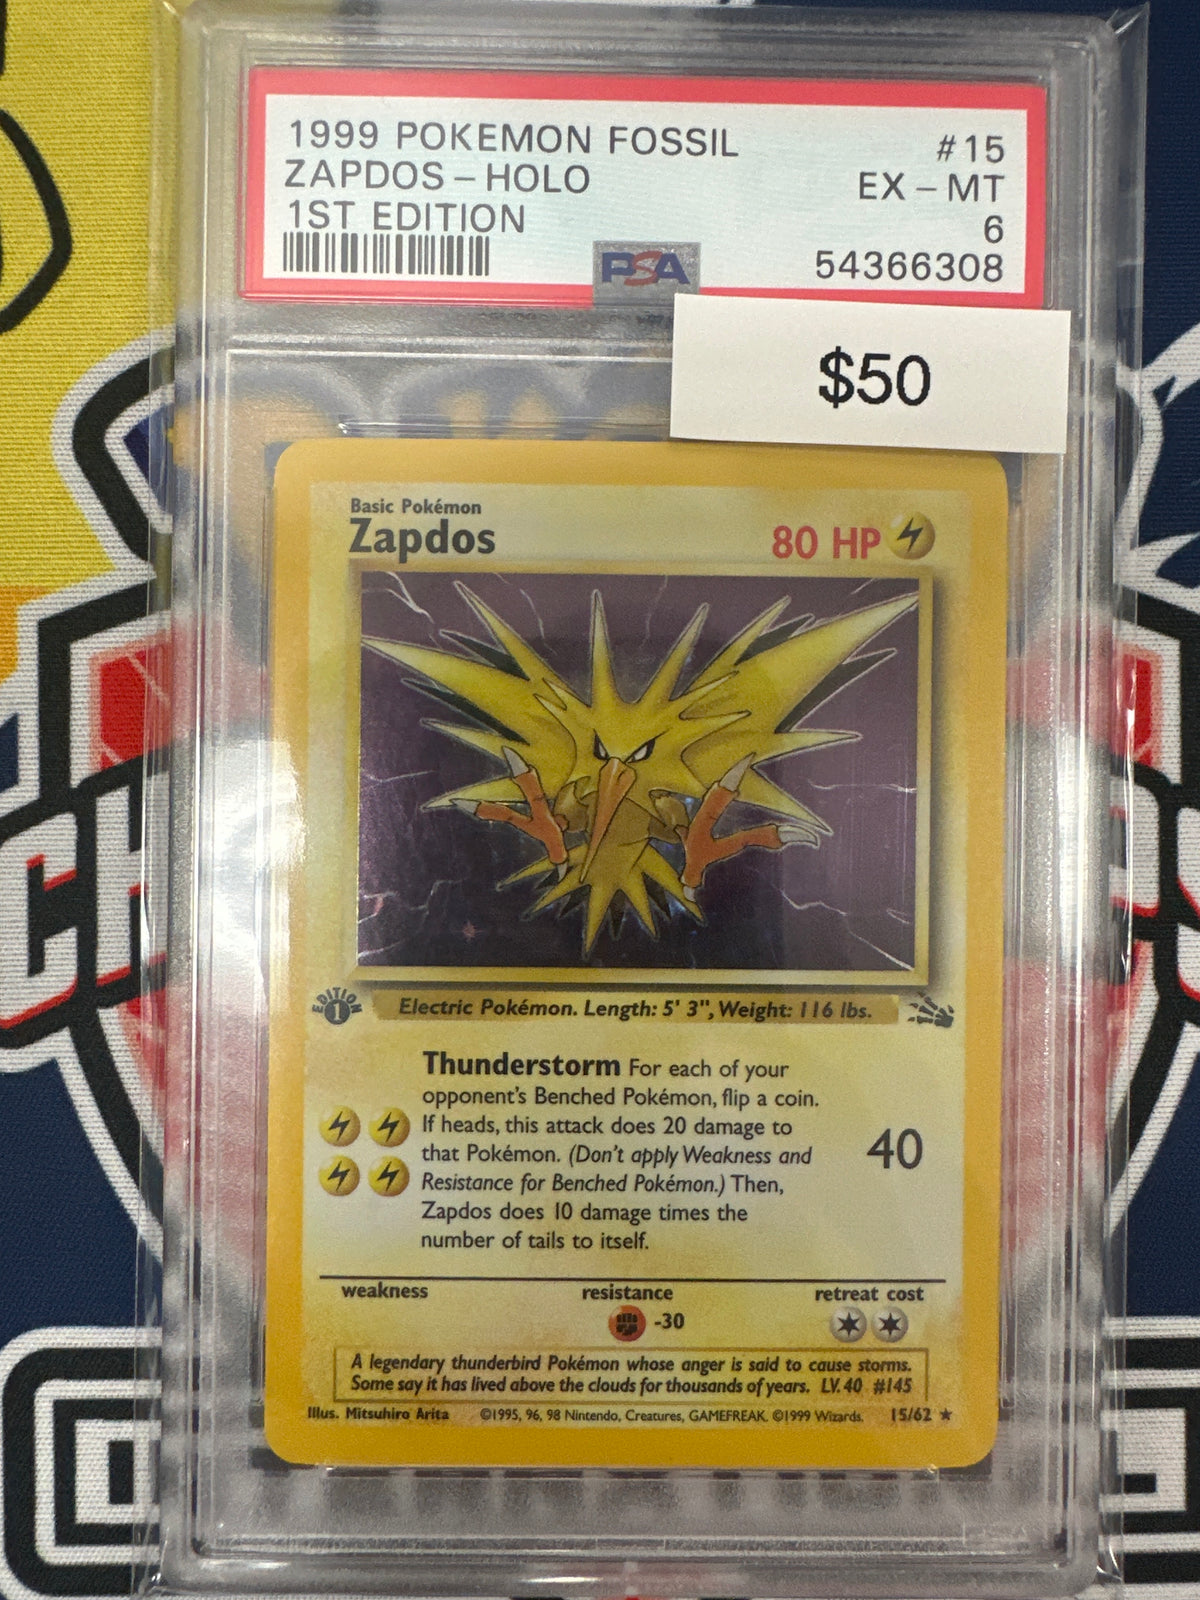 1999 POKEMON FOSSIL #15
ZAPDOS – HOLO EX – MT
1ST EDITION 6
PSA 54366308
$50
Basic Pokémon
Zapdos 80 HP
EDITION 1
Electric Pokémon. Length: 5' 3", Weight: 116 lbs.
Thunderstorm For each of your
opponent's Benched Pokémon, flip a coin.
If heads, this attack does 20 damage to
that Pokémon. (Don't apply Weakness and
Resistance for Benched Pokémon.) Then,
Zapdos does 10 damage times the
number of tails to itself.
40
weakness resistance retreat cost
-30
A legendary thunderbird Pokémon whose anger is said to cause storms.
Some say it has lived above the clouds for thousands of years. LV. 40 #145
Illus. Mitsuhiro Arita ©1995, 96, 98 Nintendo, Creatures, GAMEFREAK. ©1999 Wizards. 15/62 ★